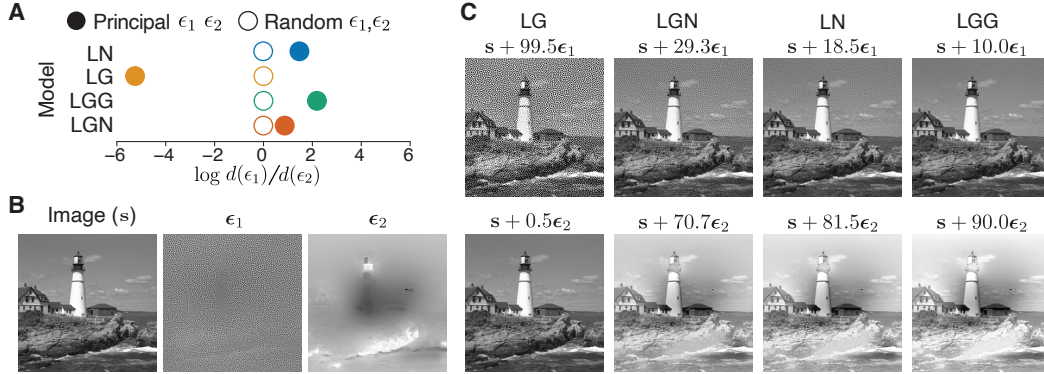 A
Principal ϵ₁ ϵ₂ Random ϵ₁,ϵ₂
Model
LN
LG
LGG
LGN
−6 −4 −2 0 2 4 6
log d(ϵ₁)/d(ϵ₂)
B
Image (s) ϵ₁ ϵ₂
C
LG LGN LN LGG
s + 99.5ϵ₁ s + 29.3ϵ₁ s + 18.5ϵ₁ s + 10.0ϵ₁
s + 0.5ϵ₂ s + 70.7ϵ₂ s + 81.5ϵ₂ s + 90.0ϵ₂